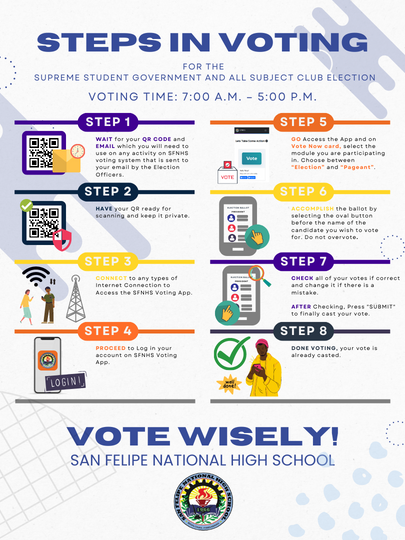 STEPS IN VOTING
FOR THE
SUPREME STUDENT GOVERNMENT AND ALL SUBJECT CLUB ELECTION
VOTING TIME: 7:00 A.M. – 5:00 P.M.
STEP 1
WAIT for your QR CODE and
EMAIL which you will need to
use on any activity on SFNHS
voting system that is sent to
your email by the Election
Officers.
STEP 2
HAVE your QR ready for
scanning and keep it private.
STEP 3
CONNECT to any types of
Internet Connection to
Access the SFNHS Voting App.
STEP 4
LOGIN!
PROCEED to Log in your
account on SFNHS Voting
App.
STEP 5
Vote
VOTE
GO Access the App and on
Vote Now card, select the
module you are participating
in. Choose between
"Election" and "Pageant".
STEP 6
ACCOMPLISH the ballot by
selecting the oval button
before the name of the
candidate you wish to vote
for. Do not overvote.
STEP 7
CHECK all of your votes if correct
and change it if there is a
mistake.
AFTER Checking, Press "SUBMIT"
to finally cast your vote.
STEP 8
well done!
DONE VOTING, your vote is
already casted.
VOTE WISELY!
SAN FELIPE NATIONAL HIGH SCHOOL
SAN FELIPE NATIONAL HIGH SCHOOL